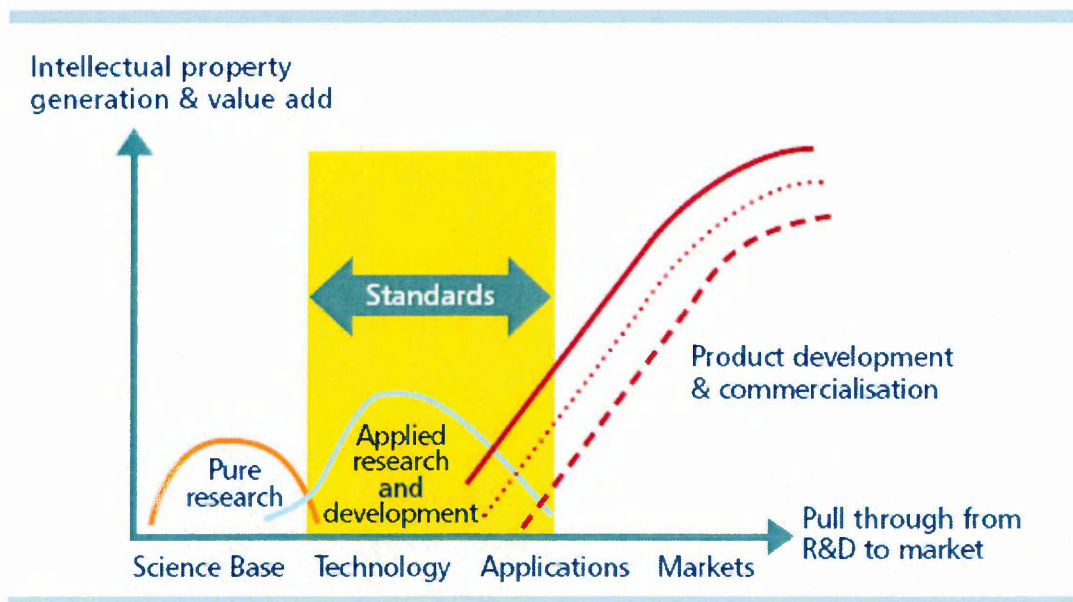 Intellectual property
generation & value add
Standards
Product development
& commercialisation
Pure
research
Applied
research
and
development
Pull through from
R&D to market
Science Base
Technology
Applications
Markets